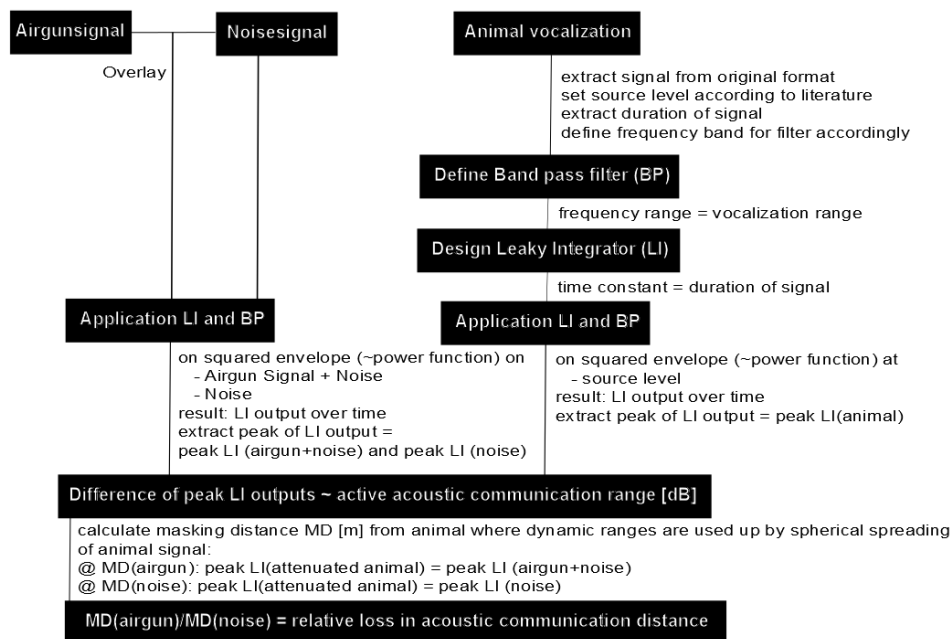 Airgunsignal
Noisesignal
Overlay
Animal vocalization
extract signal from original format
set source level according to literature
extract duration of signal
define frequency band for filter accordingly
Define Band pass filter (BP)
frequency range = vocalization range
Design Leaky Integrator (LI)
time constant = duration of signal
Application LI and BP
on squared envelope (~power function) on
- Airgun Signal + Noise
- Noise
result: LI output over time
extract peak of LI output =
peak LI (airgun+noise) and peak LI (noise)
Application LI and BP
on squared envelope (~power function) at
- source level
result: LI output over time
extract peak of LI output = peak LI(animal)
Difference of peak LI outputs ~ active acoustic communication range [dB]
calculate masking distance MD [m] from animal where dynamic ranges are used up by spherical spreading
of animal signal:
@ MD(airgun): peak LI(attenuated animal) = peak LI (airgun+noise)
@ MD(noise): peak LI(attenuated animal) = peak LI (noise)
MD(airgun)/MD(noise) = relative loss in acoustic communication distance